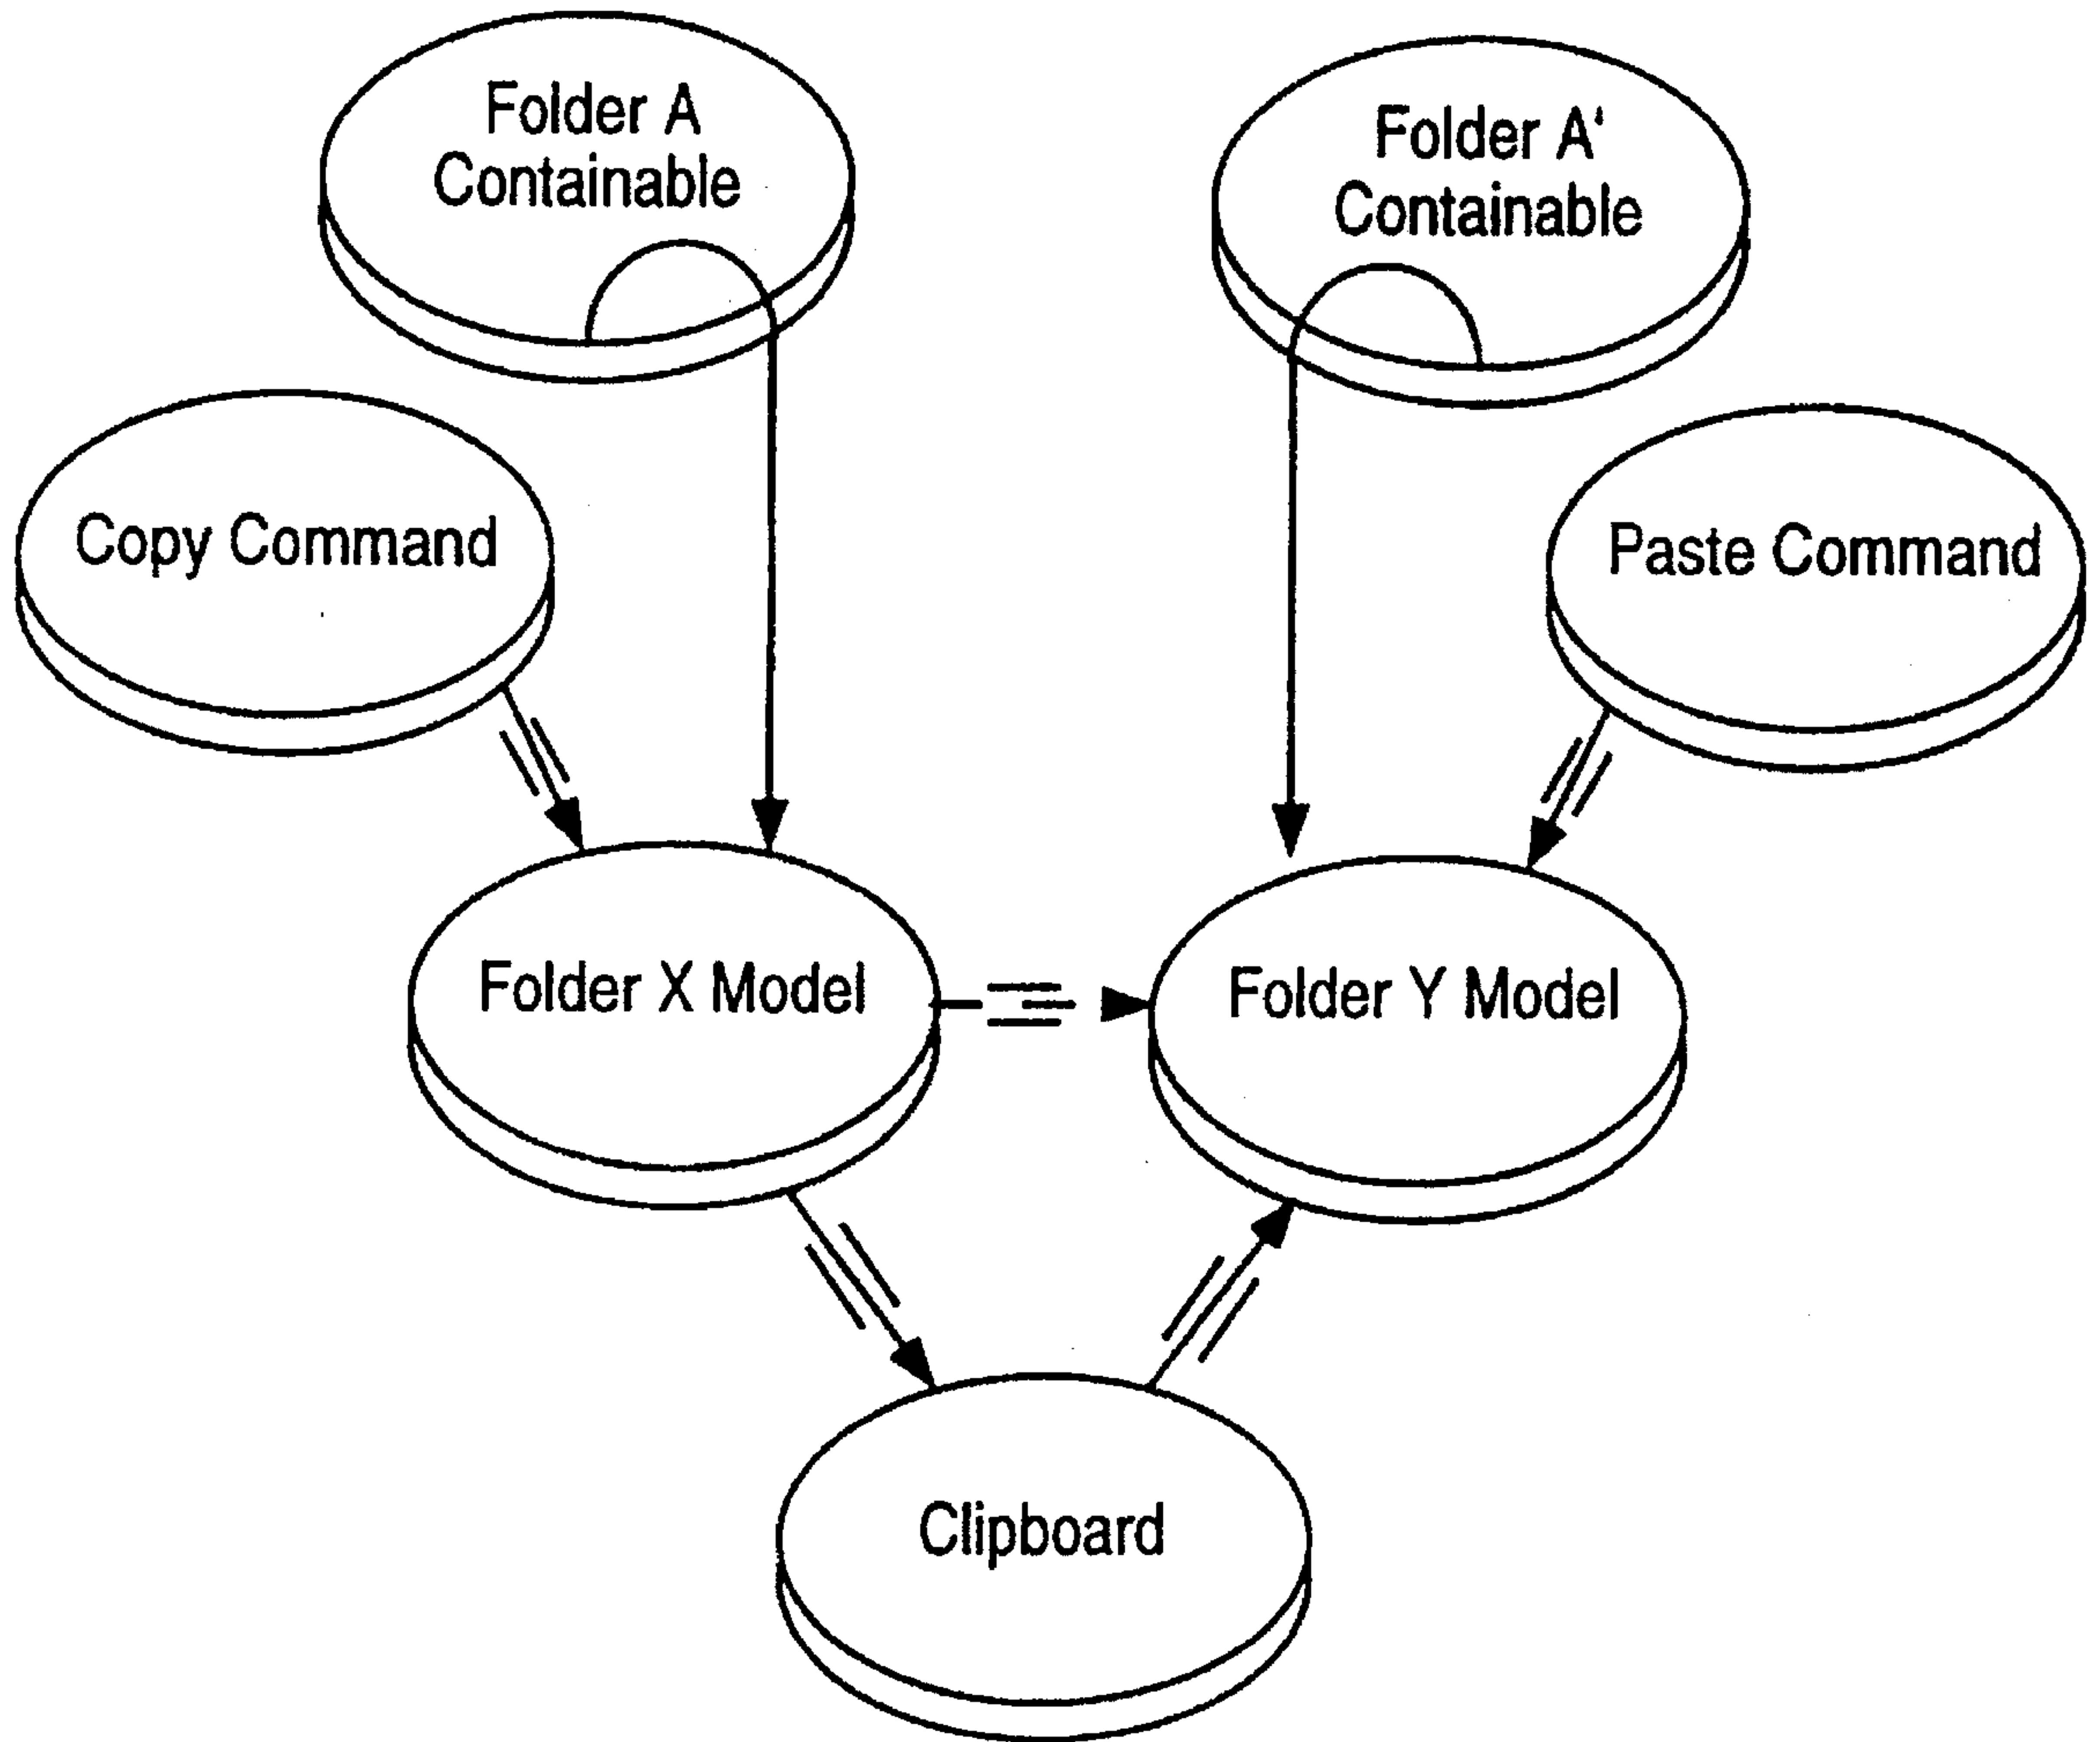 Folder A
Containable
Folder A'
Containable
Copy Command
Paste Command
Folder X Model
Folder Y Model
Clipboard